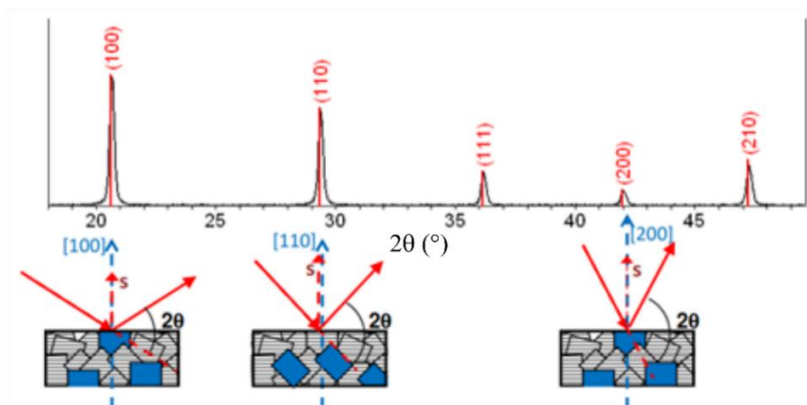 (100)
(110)
(111)
(200)
(210)
20 25 30 35 40 45
2θ (°)
[100]
[110]
[200]
s
s
s
2θ
2θ
2θ